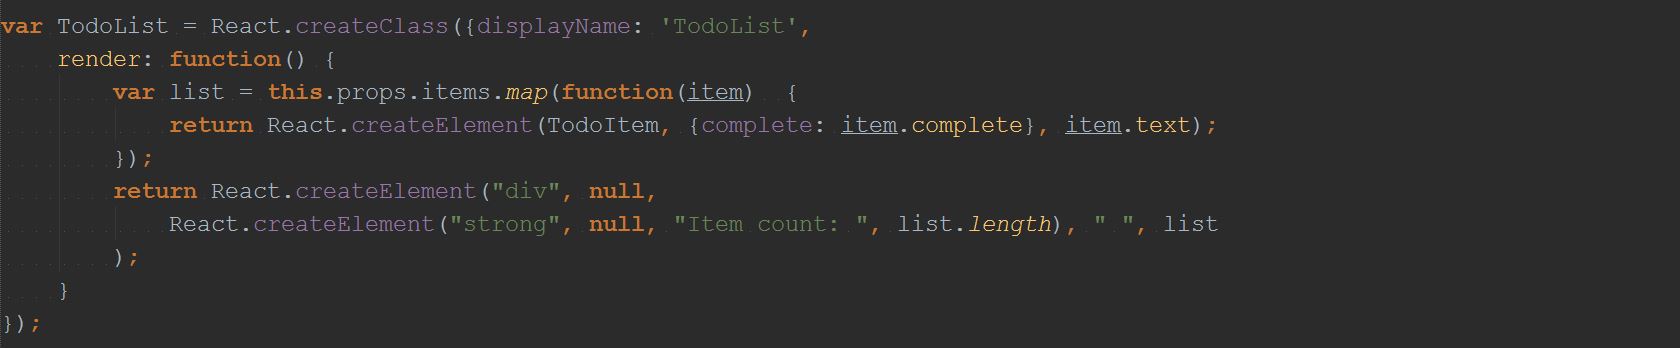 var TodoList = React.createClass({displayName: 'TodoList',
    render: function() {
        var list = this.props.items.map(function(item)  {
            return React.createElement(TodoItem, {complete: item.complete}, item.text);
        });
        return React.createElement("div", null,
            React.createElement("strong", null, "Item count: ", list.length), " ", list
        );
    }
});